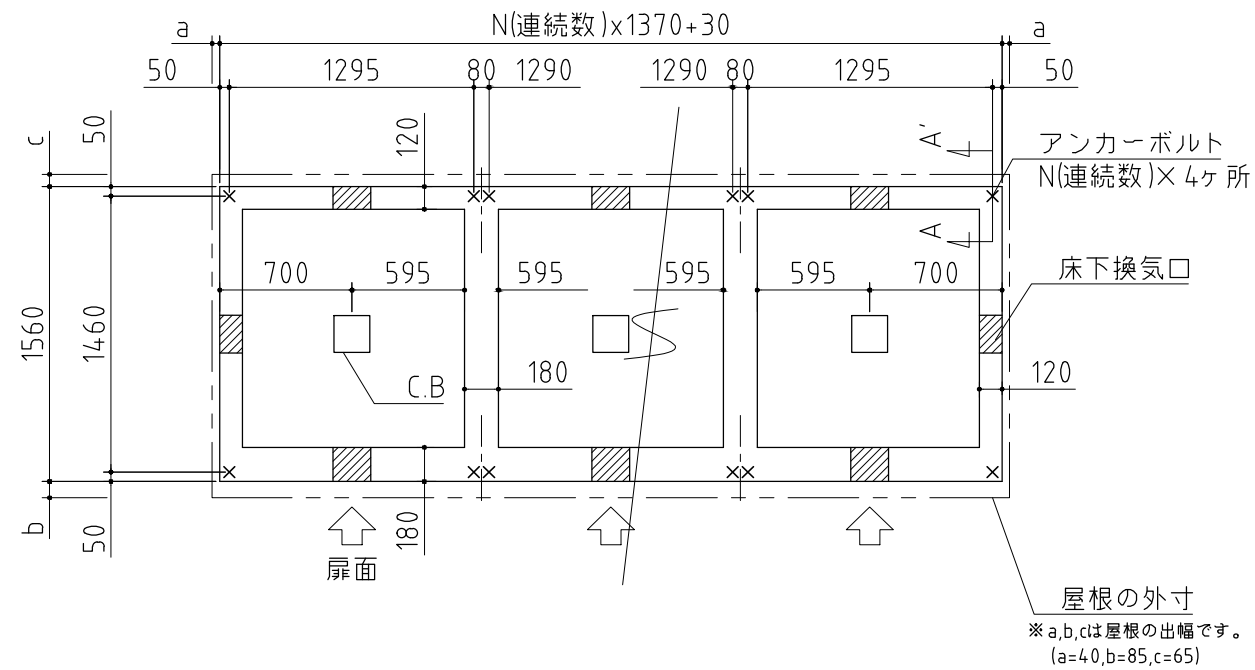 a
N(連続数)x1370+30
a
50
1295
80
1290
1290
80
1295
50
c
50
120
A'
アンカーボルト
N(連続数)× 4ヶ所
A
床下換気口
700
595
595
595
595
700
1560
1460
C.B
180
120
b
50
扉面
180
屋根の外寸
※a,b,cは屋根の出幅です。
(a=40,b=85,c=65)